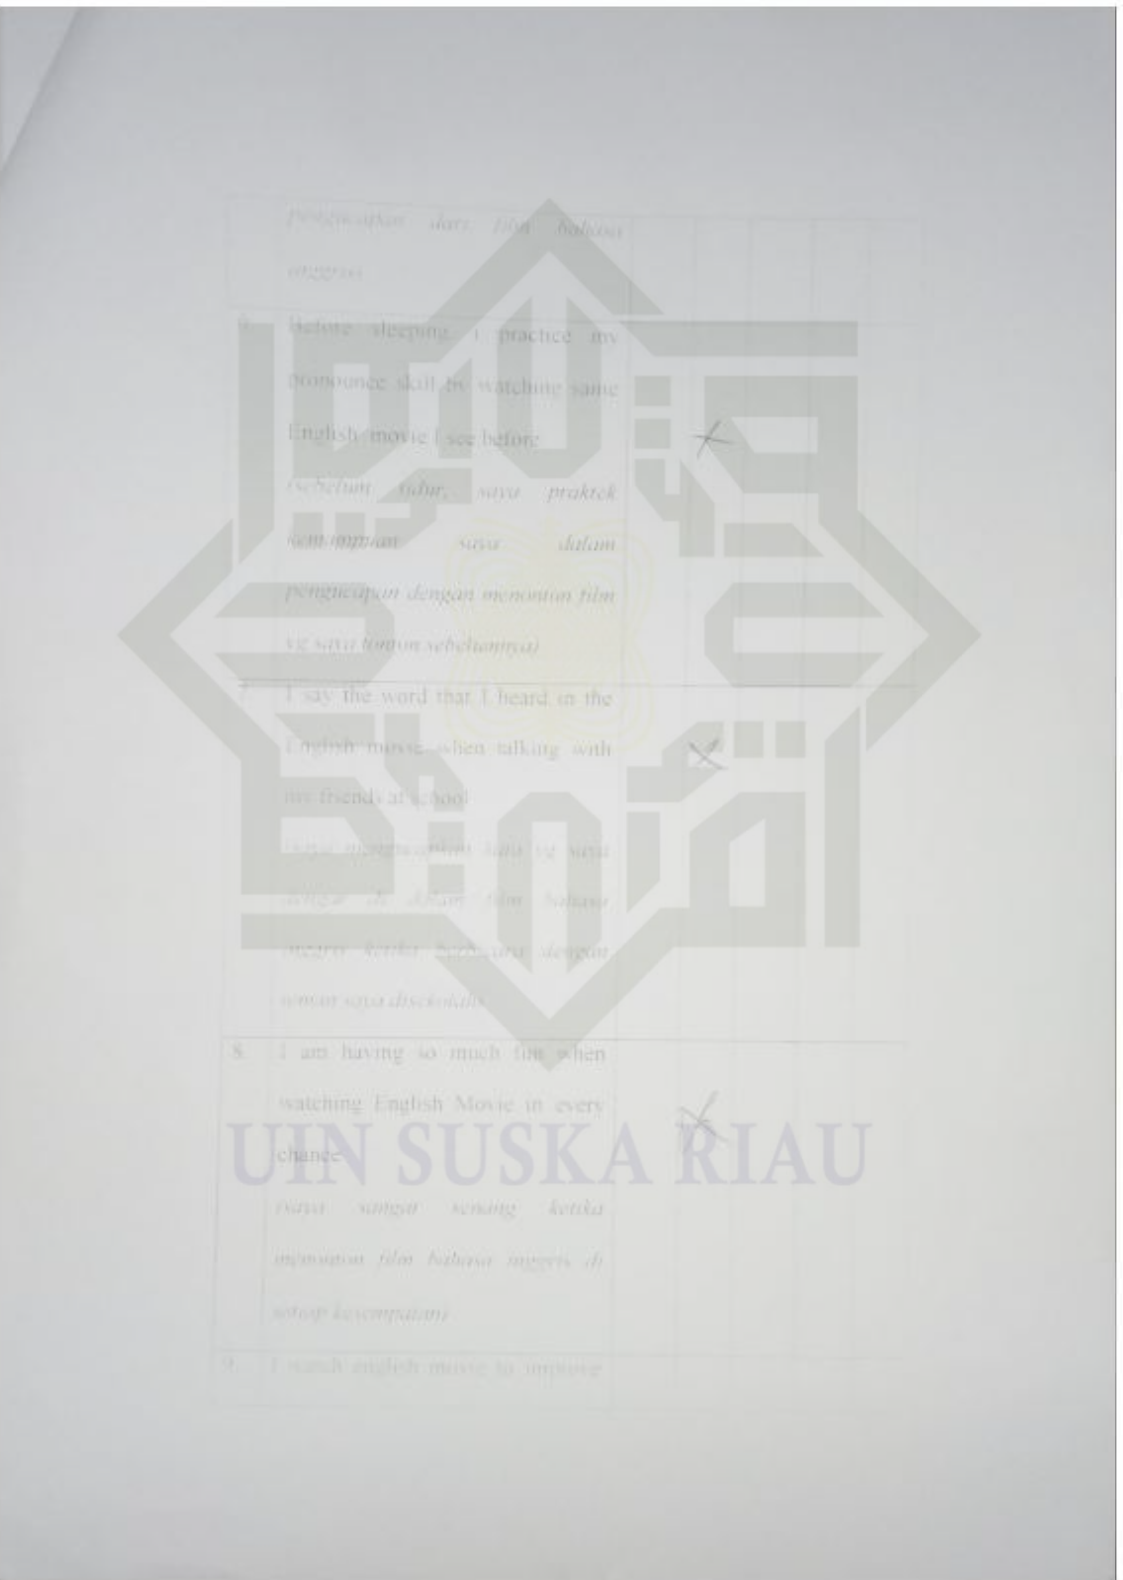 pengucapan dari film bahasa
inggris)
6. Before sleeping, i practice my
pronounce skill by watching same
English movie I see before
(sebelum tidur, saya praktek
kemampuan saya dalam
pengucapan dengan menonton film
yg saya tonton sebelumnya)
7. I say the word that I heard in the
English movie when talking with
my friends at school
(saya mengucapkan kata yg saya
dengar di dalam film bahasa
inggris ketika berbicara dengan
teman saya disekolah)
8. I am having so much fun when
watching English Movie in every
chance
(saya sangat senang ketika
menonton film bahasa inggris di
setiap kesempatan)
9. I watch english movie to improve
UIN SUSKA RIAU